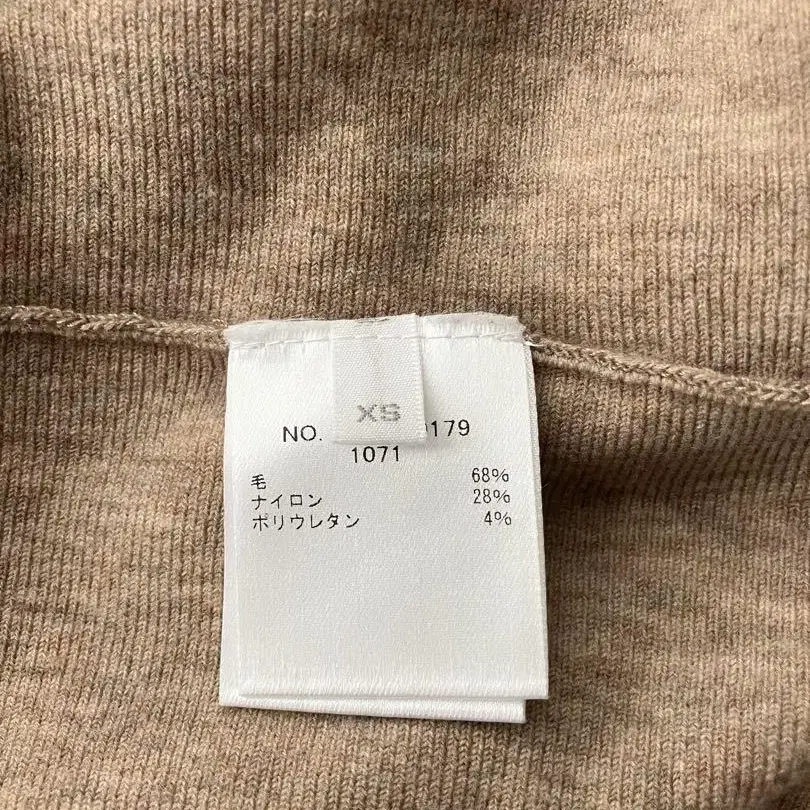 XS
NO. 179
1071
毛 68%
ナイロン 28%
ポリウレタン 4%